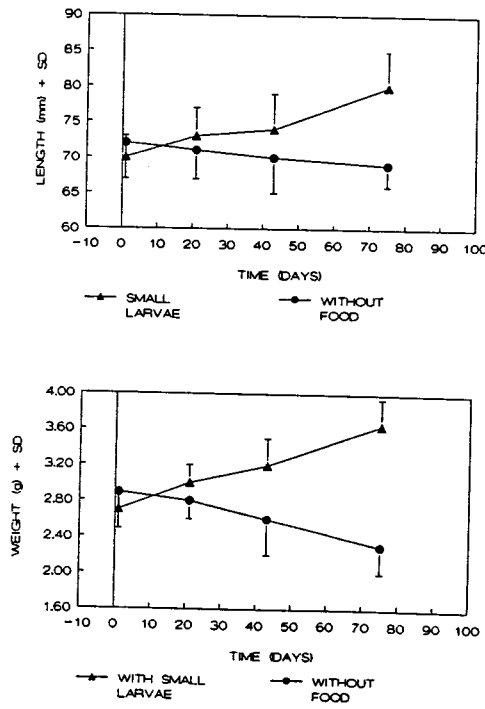 90
85
80
75
70
65
60
LENGTH (mm) + SD
-10 0 10 20 30 40 50 60 70 80 90 100
TIME (DAYS)
SMALL LARVAE
WITHOUT FOOD
4.00
3.60
3.20
2.80
2.40
2.00
1.60
WEIGHT (g) + SD
-10 0 10 20 30 40 50 60 70 80 90 100
TIME (DAYS)
WITH SMALL LARVAE
WITHOUT FOOD